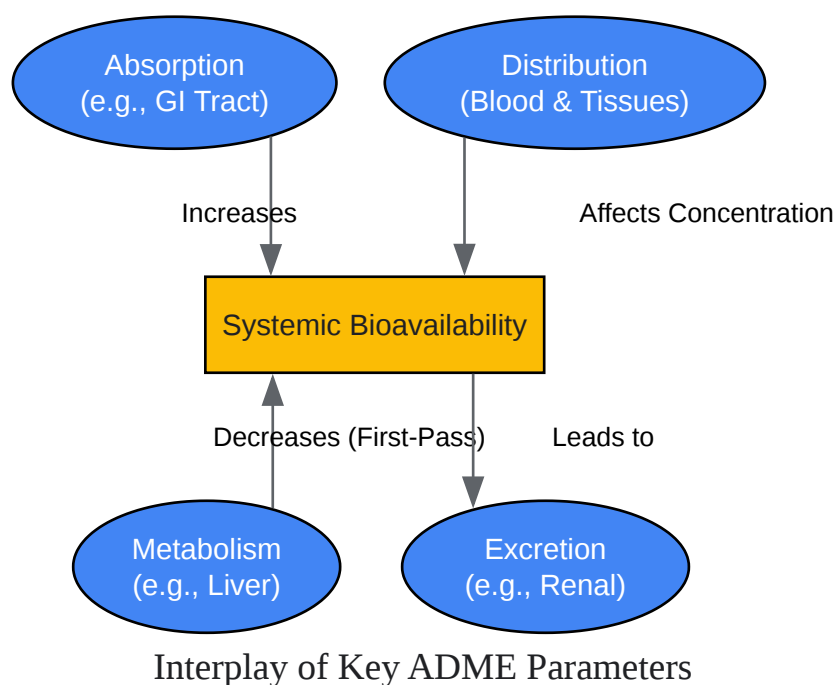 Absorption
(e.g., GI Tract)
Distribution
(Blood & Tissues)
Increases
Affects Concentration
Systemic Bioavailability
Decreases (First-Pass)
Leads to
Metabolism
(e.g., Liver)
Excretion
(e.g., Renal)
Interplay of Key ADME Parameters